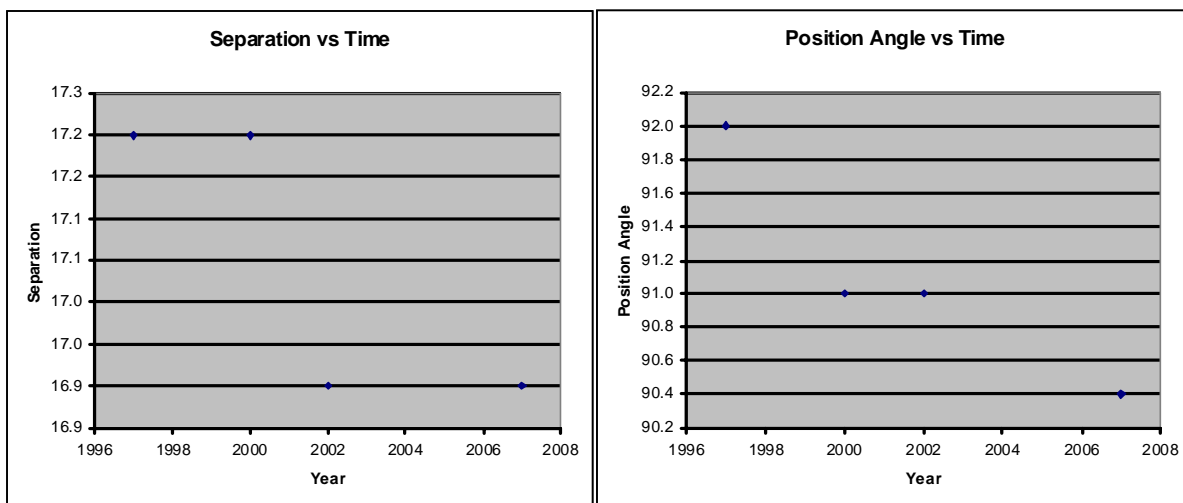 Separation vs Time
17.3
17.2
17.2
17.1
17.1
17.0
17.0
16.9
16.9
Separation
1996 1998 2000 2002 2004 2006 2008
Year
Position Angle vs Time
92.2
92.0
91.8
91.6
91.4
91.2
91.0
90.8
90.6
90.4
90.2
Position Angle
1996 1998 2000 2002 2004 2006 2008
Year